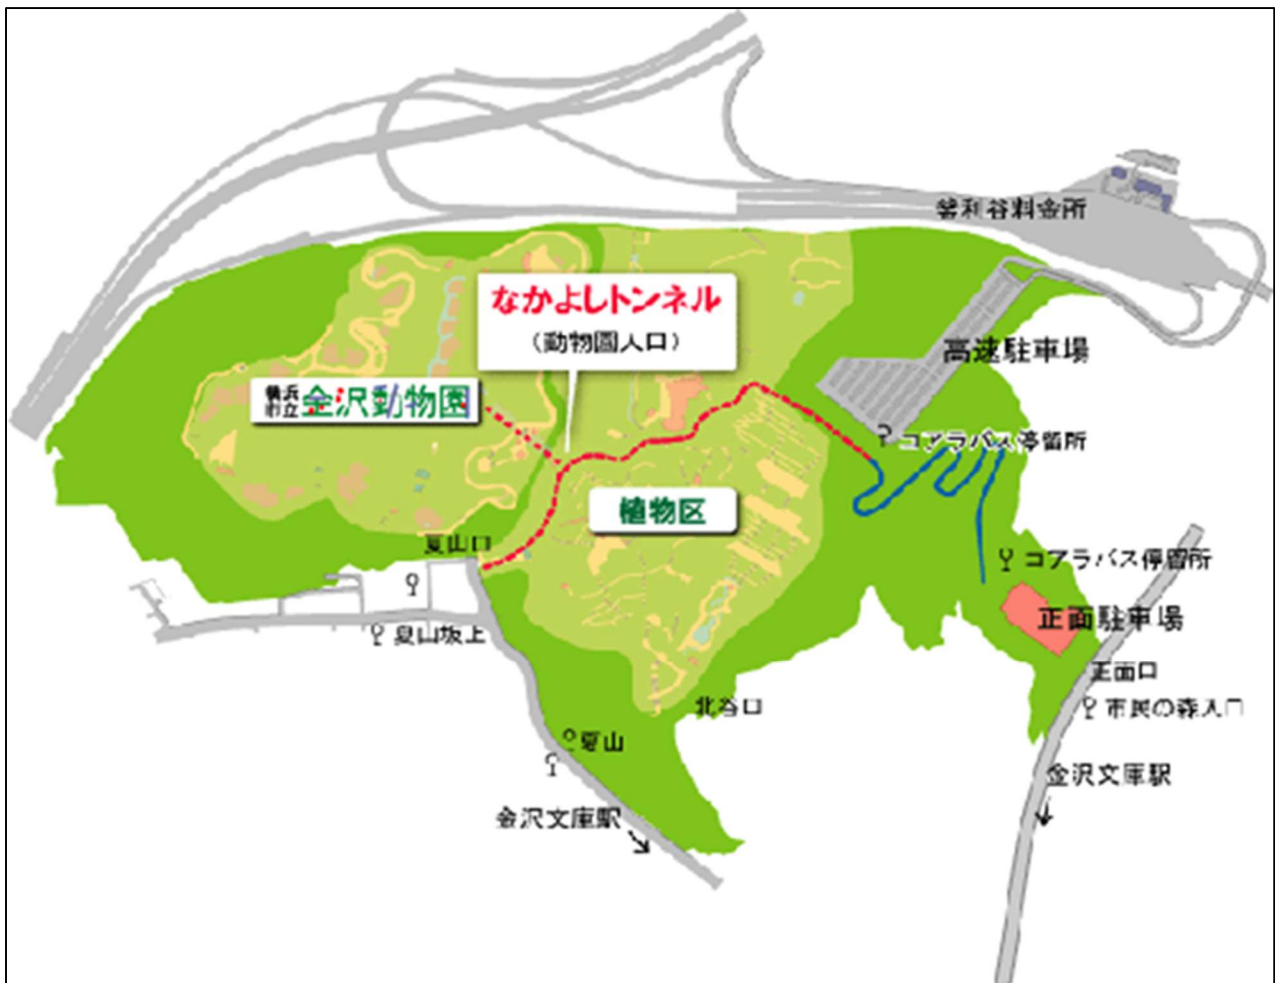 釜利谷料金所
なかよしトンネル
(動物園入口)
高速駐車場
横浜
市立
金沢動物園
コアラバス停留所
植物区
夏山口
コアラバス停留所
正面駐車場
夏山坂上
正面口
北谷口
市民の森入口
夏山
金沢文庫駅
金沢文庫駅